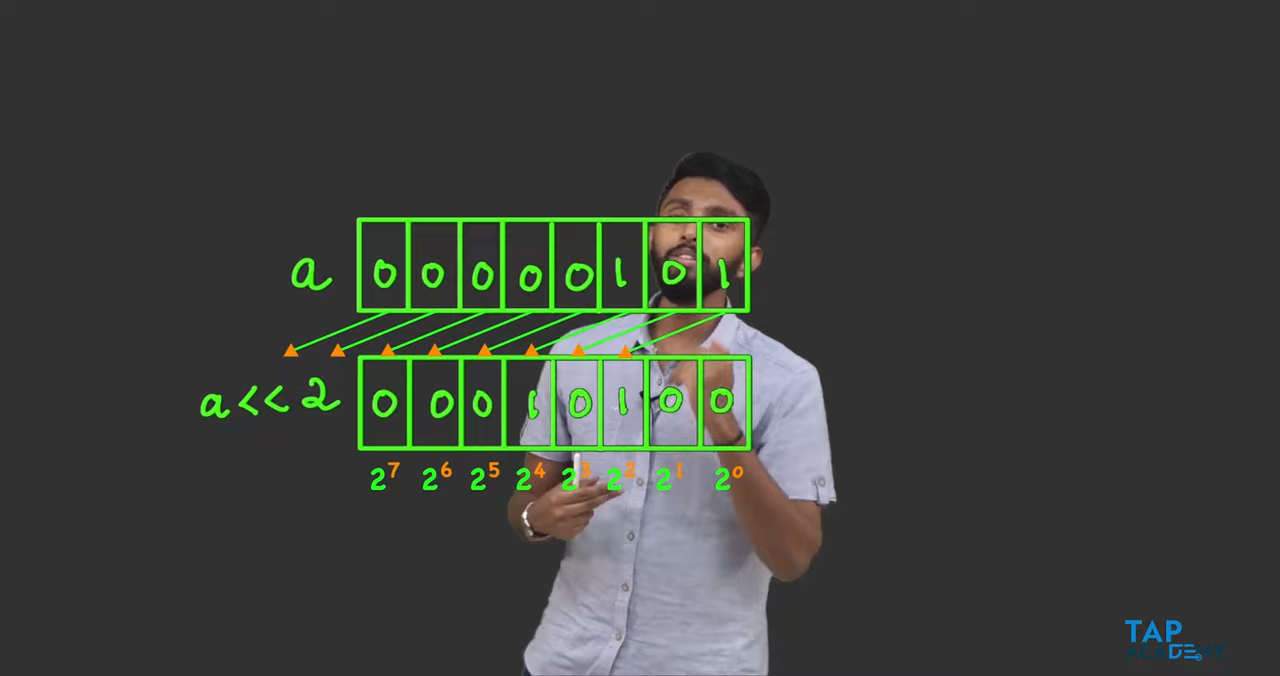 a 0 0 0 0 0 1 0 1
a<<2 0 0 0 1 0 1 0 0
2⁷ 2⁶ 2⁵ 2⁴ 2³ 2² 2¹ 2⁰
TAP
ACADEMY